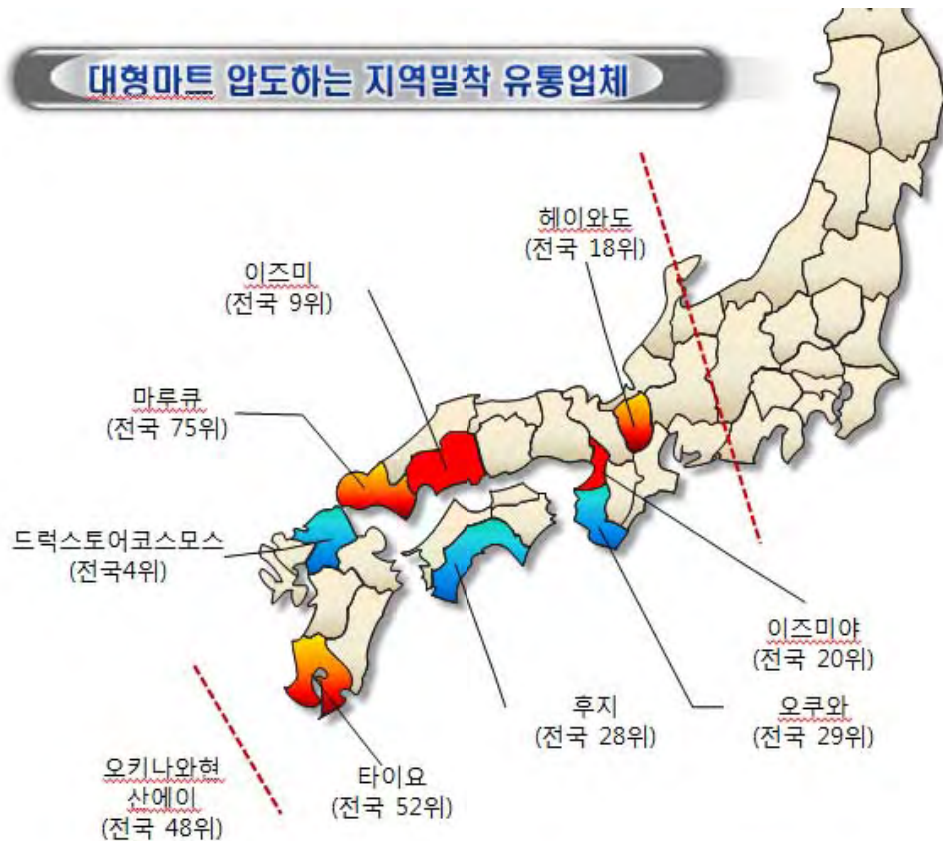 대형마트 압도하는 지역밀착 유통업체
헤이와도
(전국 18위)
이즈미
(전국 9위)
마루큐
(전국 75위)
드럭스토어코스모스
(전국4위)
이즈미야
(전국 20위)
후지
(전국 28위)
오쿠와
(전국 29위)
오키나와현
산에이
(전국 48위)
타이요
(전국 52위)